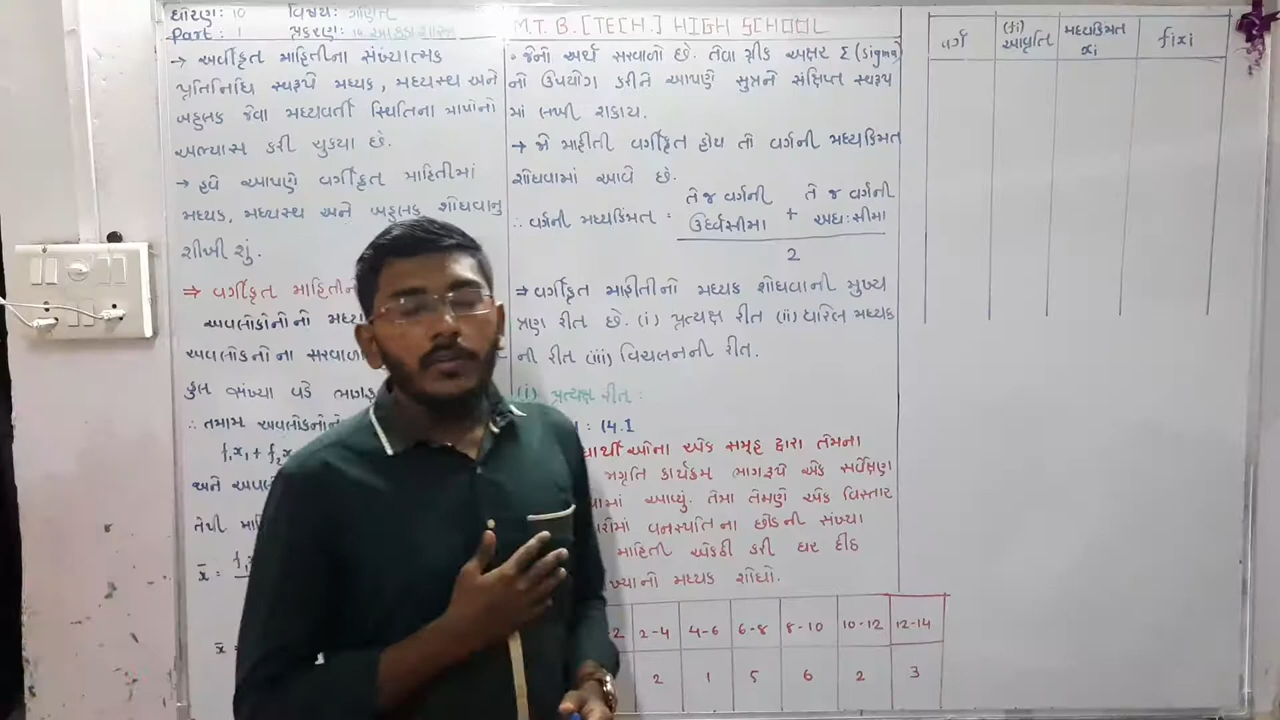 ધોરણ: 10 વિષય: ગણિત
Part: 1 પ્રકરણ: 14 આંકડાશાસ્ત્ર
M.T.B. [TECH.] HIGH SCHOOL
→ અવર્ગીકૃત માહિતીના સંખ્યાત્મક
પ્રતિનિધિ સ્વરૂપે મધ્યક, મધ્યસ્થ અને
બહુલક જેવા મધ્યવર્તી સ્થિતિના માપોનો
અભ્યાસ કરી ચુકયા છે.
→ હવે આપણે વર્ગીકૃત માહિતીમાં
મધ્યક, મધ્યસ્થ અને બહુલક શોધવાનુ
શીખી શું.
⇒ વર્ગીકૃત માહિતીનો
અવલોકોનો
અવલોકનોના સરવાળા
કુલ સંખ્યા વડે
∴ તમામ અવલોકનોનો
f₁x₁ + f₂x
અને
તેથી
x̄ =
x̄ =
• જેનો અર્થ સરવાળો છે. તેવા ગ્રીક અક્ષર Σ (sigma)
નો ઉપયોગ કરીને આપણે સુત્રને સંક્ષિપ્ત સ્વરૂપ
માં લખી શકાય.
→ જો માહીતી વર્ગીકૃત હોય તો વર્ગની મધ્યકિંમત
શોધવામાં આવે છે.
∴ વર્ગની મધ્યકિંમત = તે જ વર્ગની ઉર્ધ્વસીમા + તે જ વર્ગની અધઃસીમા
2
⇒ વર્ગીકૃત માહીતીનો મધ્યક શોધવાની મુખ્ય
ત્રણ રીત છે. (i) પ્રત્યક્ષ રીત (ii) ધારેલ મધ્યક
ની રીત (iii) વિચલનની રીત.
(i) પ્રત્યક્ષ રીત :
: 14.1
ઓના એક સમૂહ દ્વારા તેમના
કાર્યક્રમ ભાગરૂપે એક સર્વેક્ષણ
આપ્યું. તેમા તેમણે એક વિસ્તાર
વનસ્પતિના છોડની સંખ્યા
માહિતી એકઠી કરી ઘર દીઠ
મધ્યક શોધો.
-2 2-4 4-6 6-8 8-10 10-12 12-14
2 1 5 6 2 3
વર્ગ (fi) આવૃતિ મધ્યકિંમત xi fixi